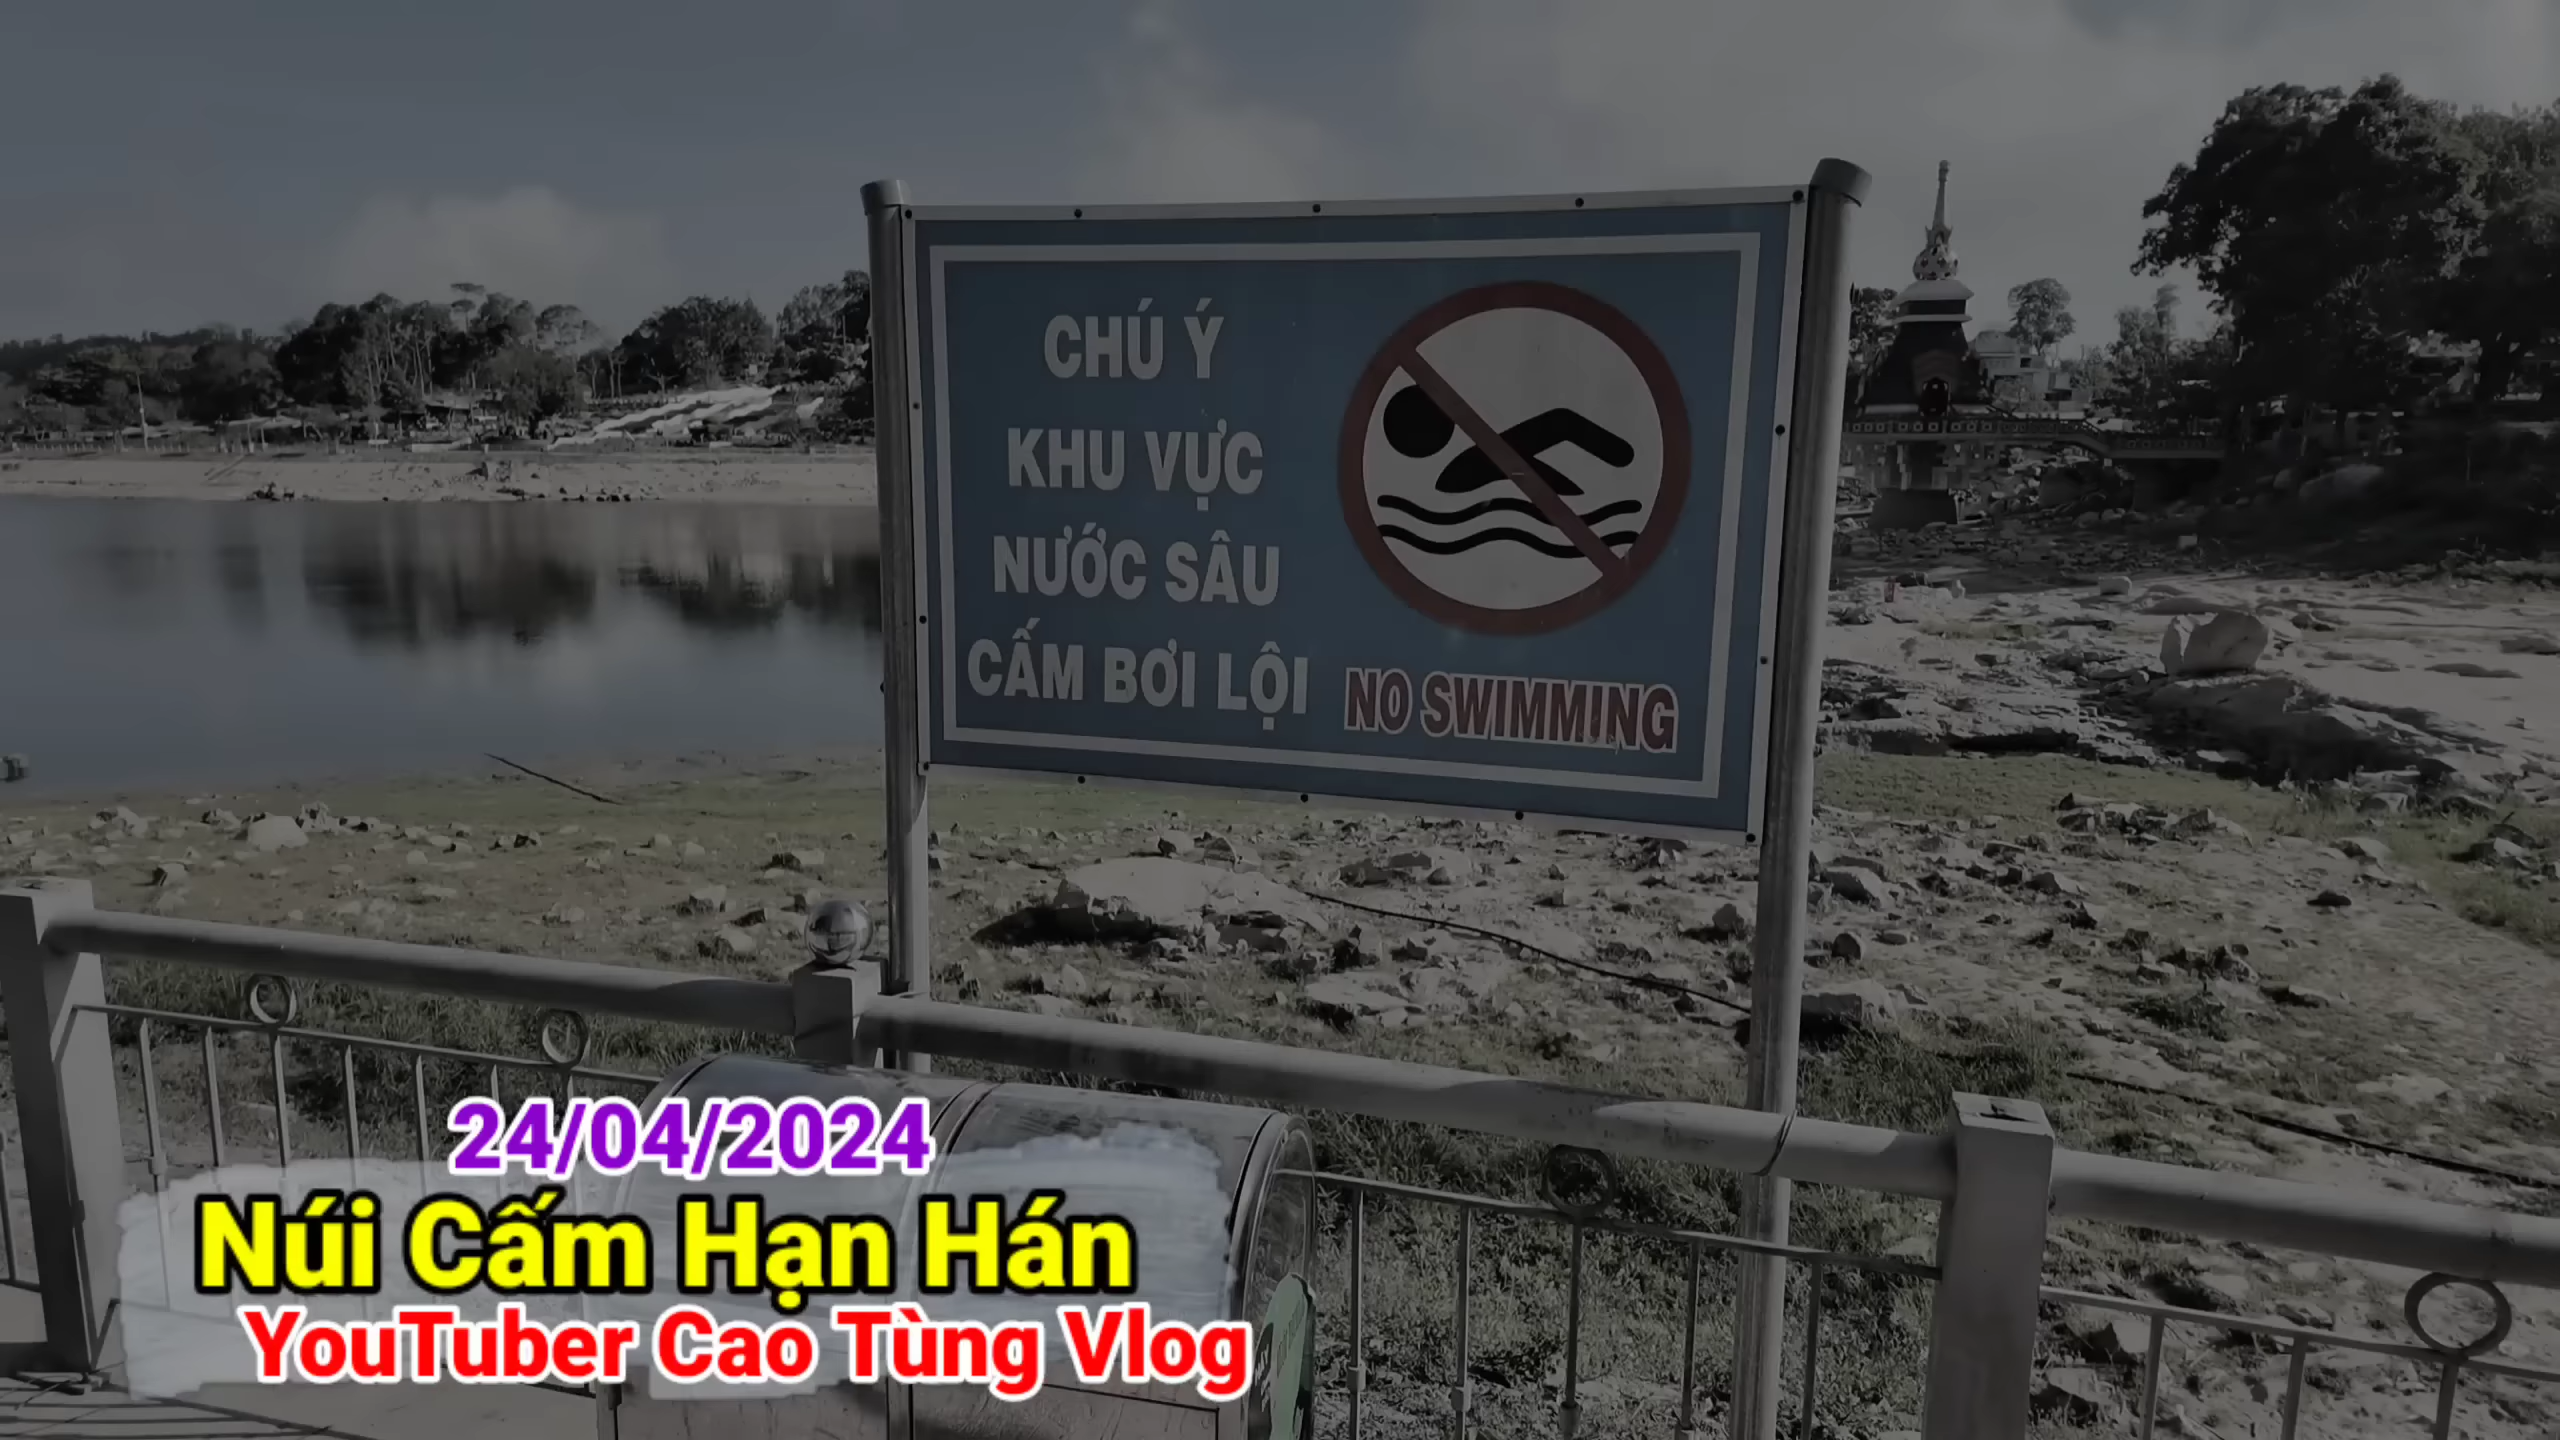 CHÚ Ý
KHU VỰC
NƯỚC SÂU
CẤM BƠI LỘI
NO SWIMMING
24/04/2024
Núi Cấm Hạn Hán
YouTuber Cao Tùng Vlog